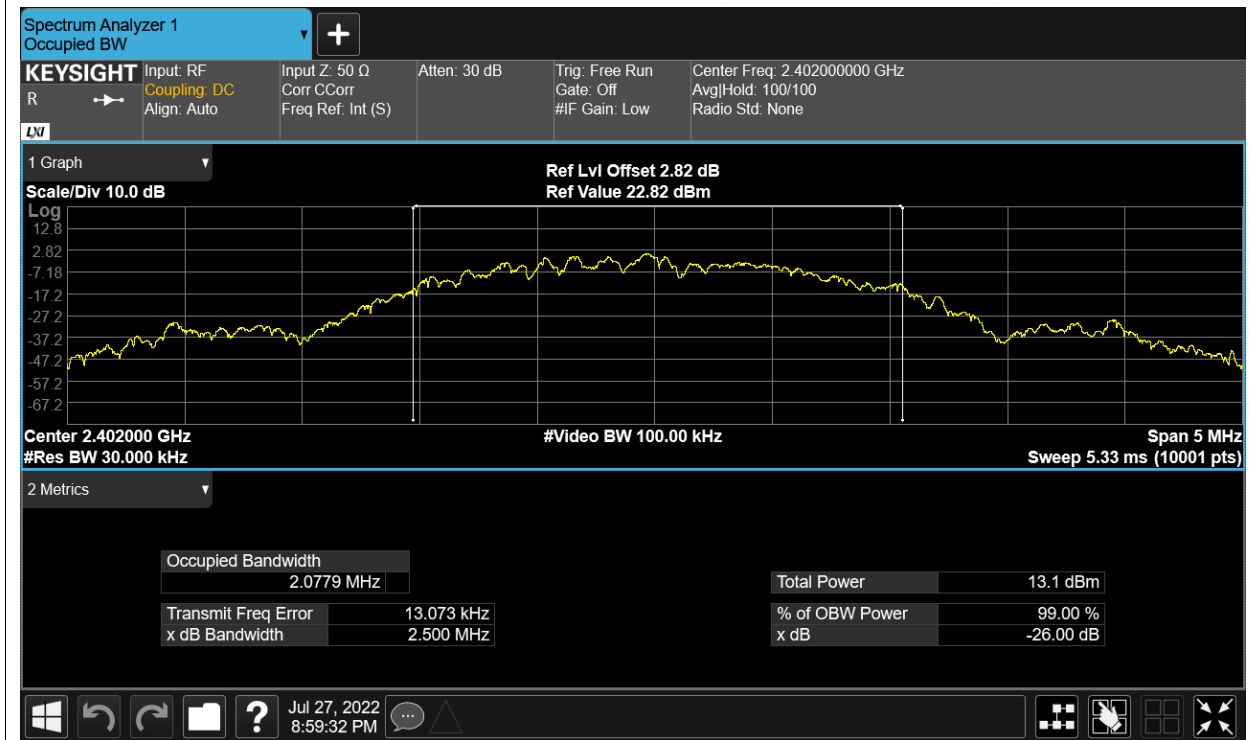 Spectrum Analyzer 1
Occupied BW
+
KEYSIGHT Input: RF Input Z: 50 Ω Atten: 30 dB Trig: Free Run Center Freq: 2.402000000 GHz
R Coupling: DC Corr CCorr Gate: Off Avg|Hold: 100/100
Align: Auto Freq Ref: Int (S) #IF Gain: Low Radio Std: None
LXI
1 Graph
Ref Lvl Offset 2.82 dB
Scale/Div 10.0 dB Ref Value 22.82 dBm
Log
12.8
2.82
-7.18
-17.2
-27.2
-37.2
-47.2
-57.2
-67.2
Center 2.402000 GHz #Video BW 100.00 kHz Span 5 MHz
#Res BW 30.000 kHz Sweep 5.33 ms (10001 pts)
2 Metrics
Occupied Bandwidth
2.0779 MHz Total Power 13.1 dBm
Transmit Freq Error 13.073 kHz % of OBW Power 99.00 %
x dB Bandwidth 2.500 MHz x dB -26.00 dB
? Jul 27, 2022
8:59:32 PM